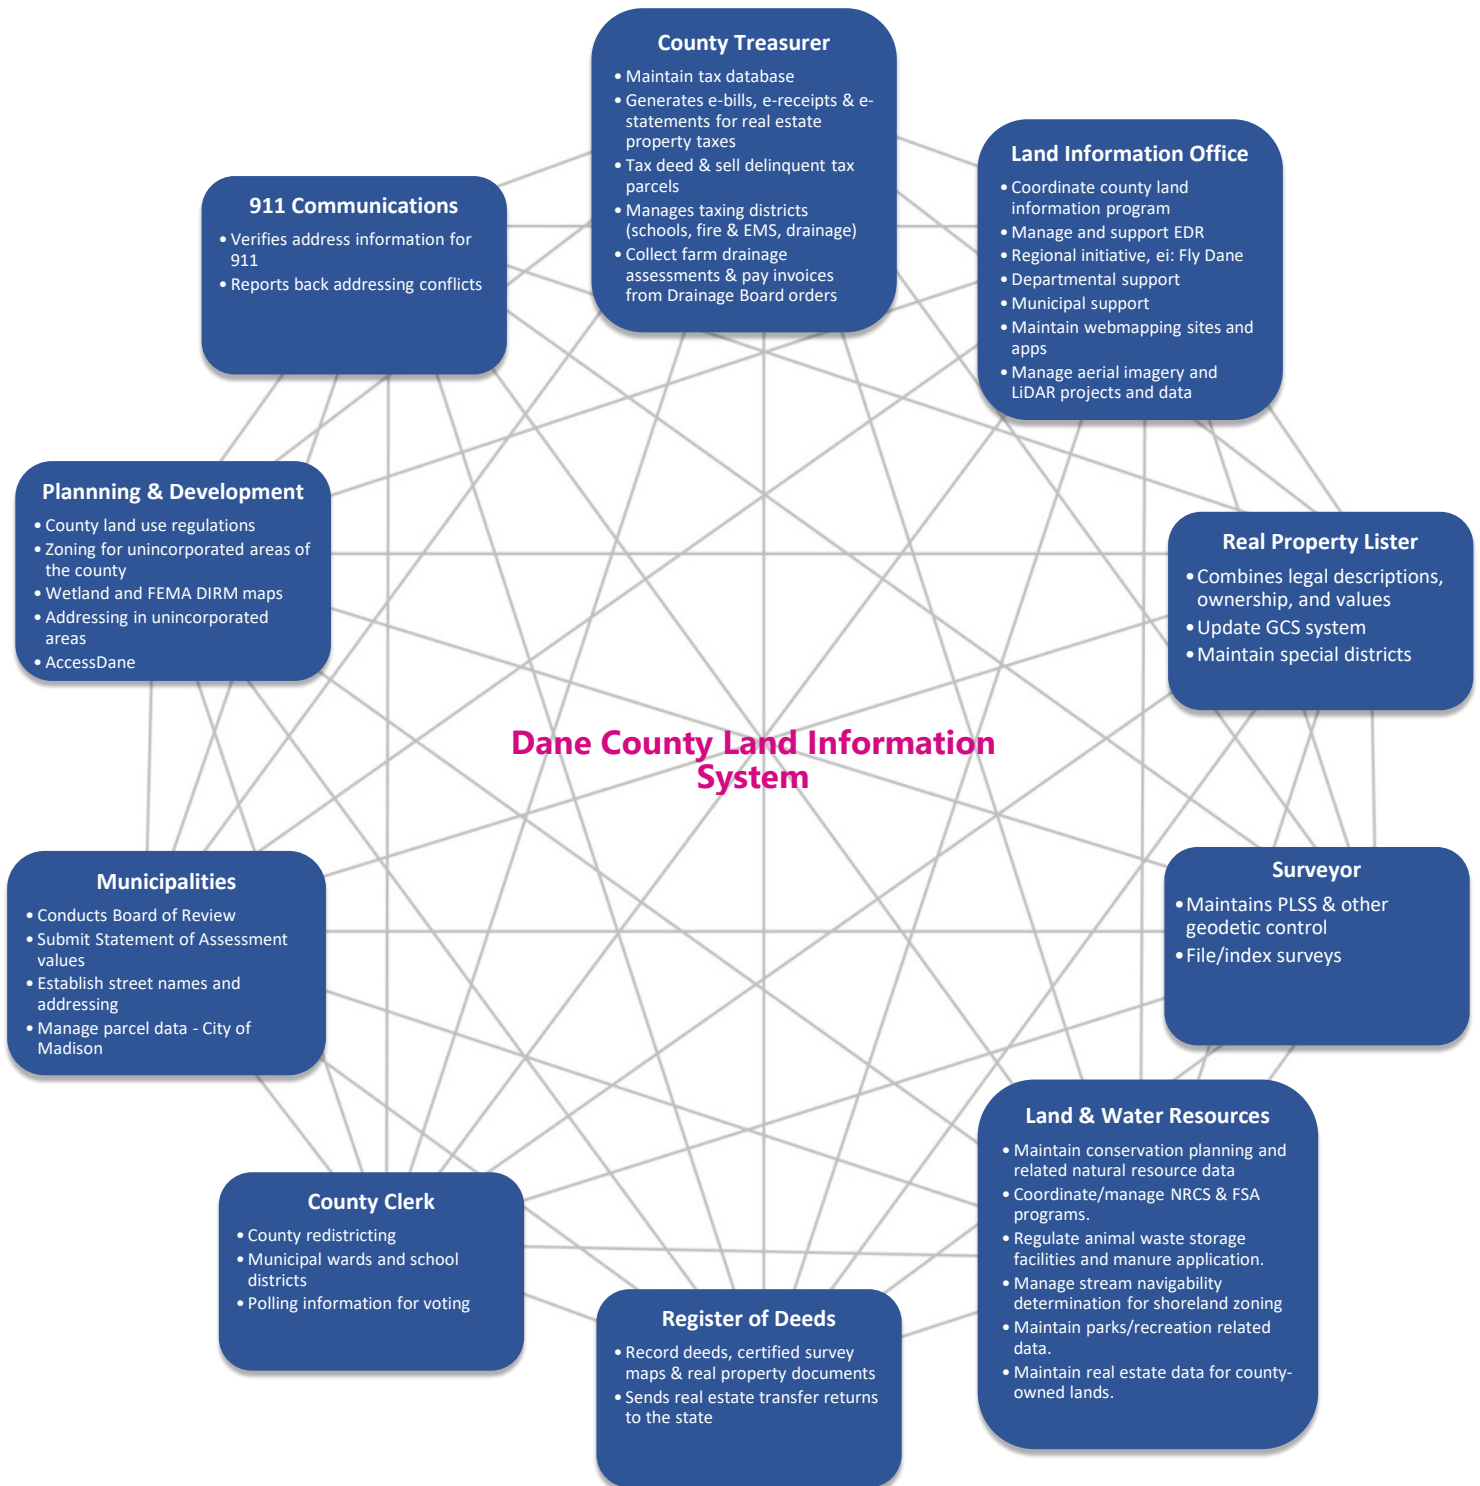 County Treasurer
• Maintain tax database
• Generates e-bills, e-receipts & e-
statements for real estate
property taxes
• Tax deed & sell delinquent tax
parcels
• Manages taxing districts
(schools, fire & EMS, drainage)
• Collect farm drainage
assessments & pay invoices
from Drainage Board orders
Land Information Office
• Coordinate county land
information program
• Manage and support EDR
• Regional initiative, ei: Fly Dane
• Departmental support
• Municipal support
• Maintain webmapping sites and
apps
• Manage aerial imagery and
LiDAR projects and data
Real Property Lister
• Combines legal descriptions,
ownership, and values
• Update GCS system
• Maintain special districts
Surveyor
• Maintains PLSS & other
geodetic control
• File/index surveys
Land & Water Resources
• Maintain conservation planning and
related natural resource data
• Coordinate/manage NRCS & FSA
programs.
• Regulate animal waste storage
facilities and manure application.
• Manage stream navigability
determination for shoreland zoning
• Maintain parks/recreation related
data.
• Maintain real estate data for county-
owned lands.
Register of Deeds
• Record deeds, certified survey
maps & real property documents
• Sends real estate transfer returns
to the state
County Clerk
• County redistricting
• Municipal wards and school
districts
• Polling information for voting
Municipalities
• Conducts Board of Review
• Submit Statement of Assessment
values
• Establish street names and
addressing
• Manage parcel data - City of
Madison
Plannning & Development
• County land use regulations
• Zoning for unincorporated areas of
the county
• Wetland and FEMA DIRM maps
• Addressing in unincorporated
areas
• AccessDane
911 Communications
• Verifies address information for
911
• Reports back addressing conflicts
Dane County Land Information
System